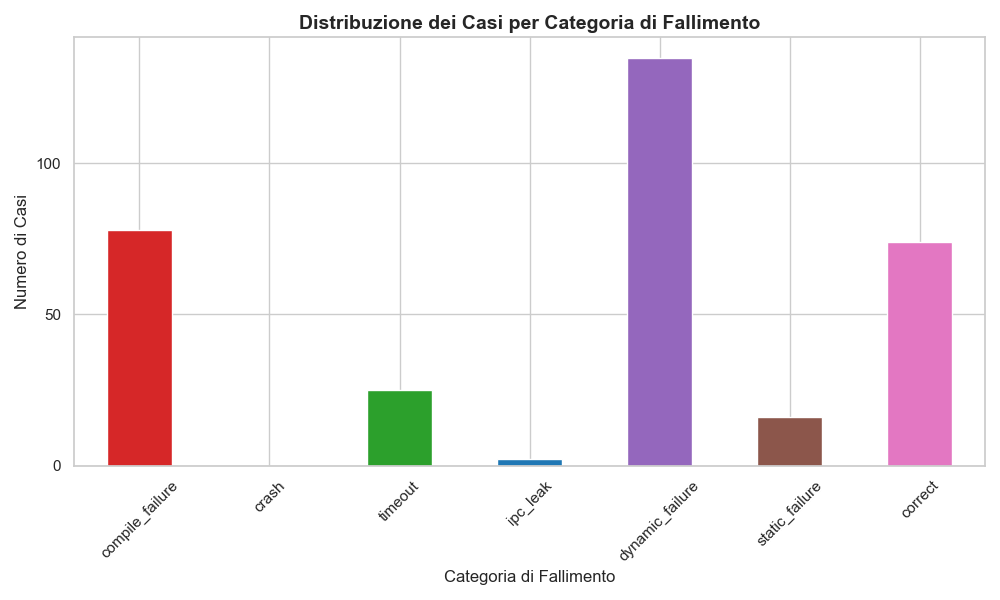 Distribuzione dei Casi per Categoria di Fallimento
Numero di Casi
100
50
0
compile_failure
crash
timeout
ipc_leak
dynamic_failure
static_failure
correct
Categoria di Fallimento